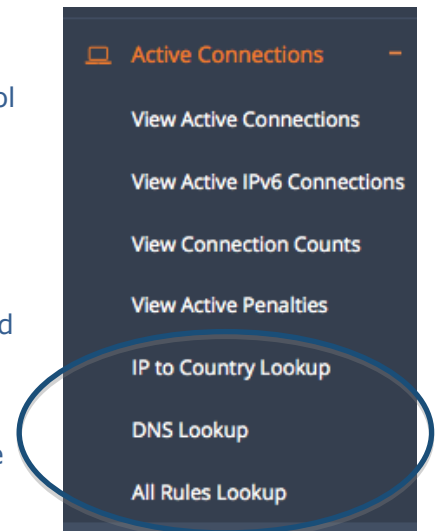 Active Connections −
ol
View Active Connections
View Active IPv6 Connections
View Connection Counts
View Active Penalties
d
IP to Country Lookup
DNS Lookup
e
All Rules Lookup